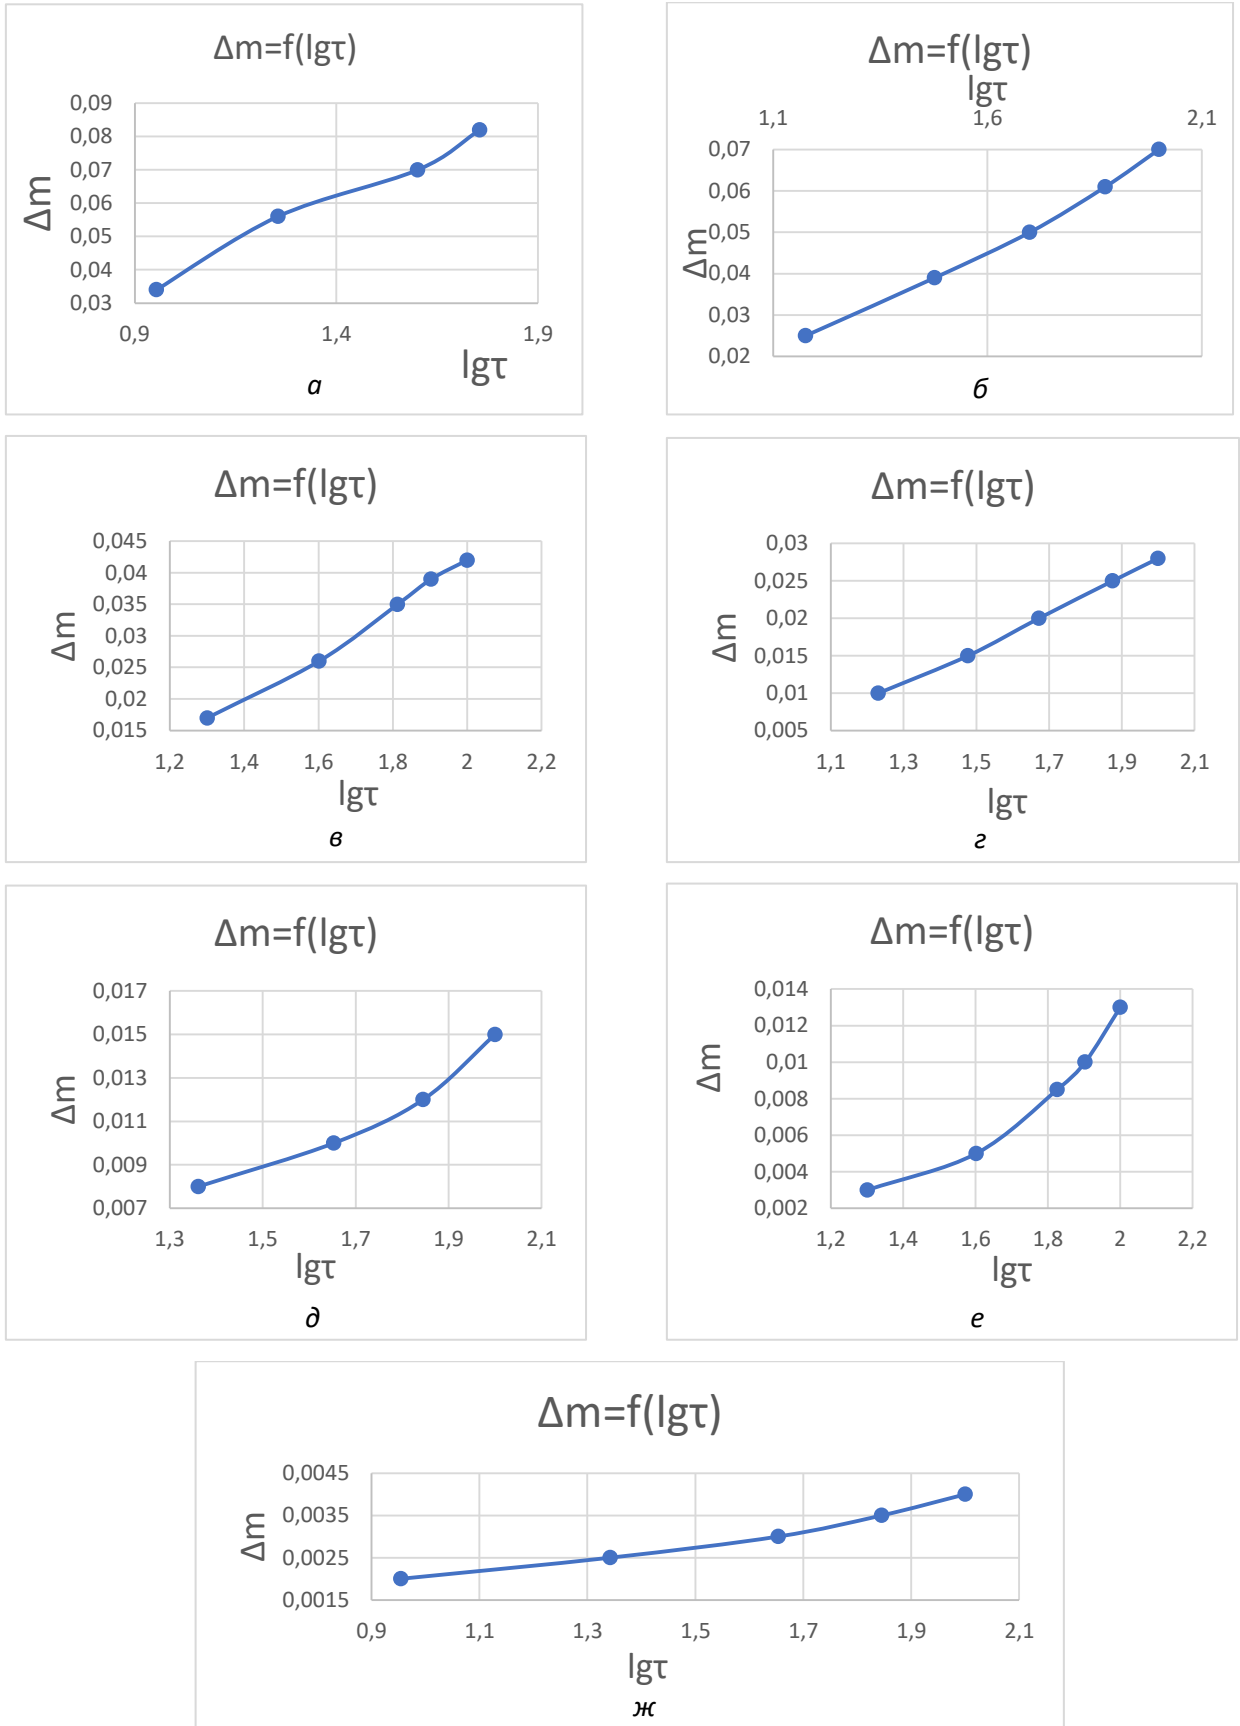 Δm=f(lgτ)
0,09
0,08
0,07
0,06
0,05
0,04
0,03
Δm
0,9 1,4 1,9
lgτ
а
Δm=f(lgτ)
lgτ
1,1 1,6 2,1
0,07
0,06
0,05
0,04
0,03
0,02
Δm
б
Δm=f(lgτ)
0,045
0,04
0,035
0,03
0,025
0,02
0,015
Δm
1,2 1,4 1,6 1,8 2 2,2
lgτ
в
Δm=f(lgτ)
0,03
0,025
0,02
0,015
0,01
0,005
Δm
1,1 1,3 1,5 1,7 1,9 2,1
lgτ
г
Δm=f(lgτ)
0,017
0,015
0,013
0,011
0,009
0,007
Δm
1,3 1,5 1,7 1,9 2,1
lgτ
д
Δm=f(lgτ)
0,014
0,012
0,01
0,008
0,006
0,004
0,002
Δm
1,2 1,4 1,6 1,8 2 2,2
lgτ
е
Δm=f(lgτ)
0,0045
0,0035
0,0025
0,0015
Δm
0,9 1,1 1,3 1,5 1,7 1,9 2,1
lgτ
ж